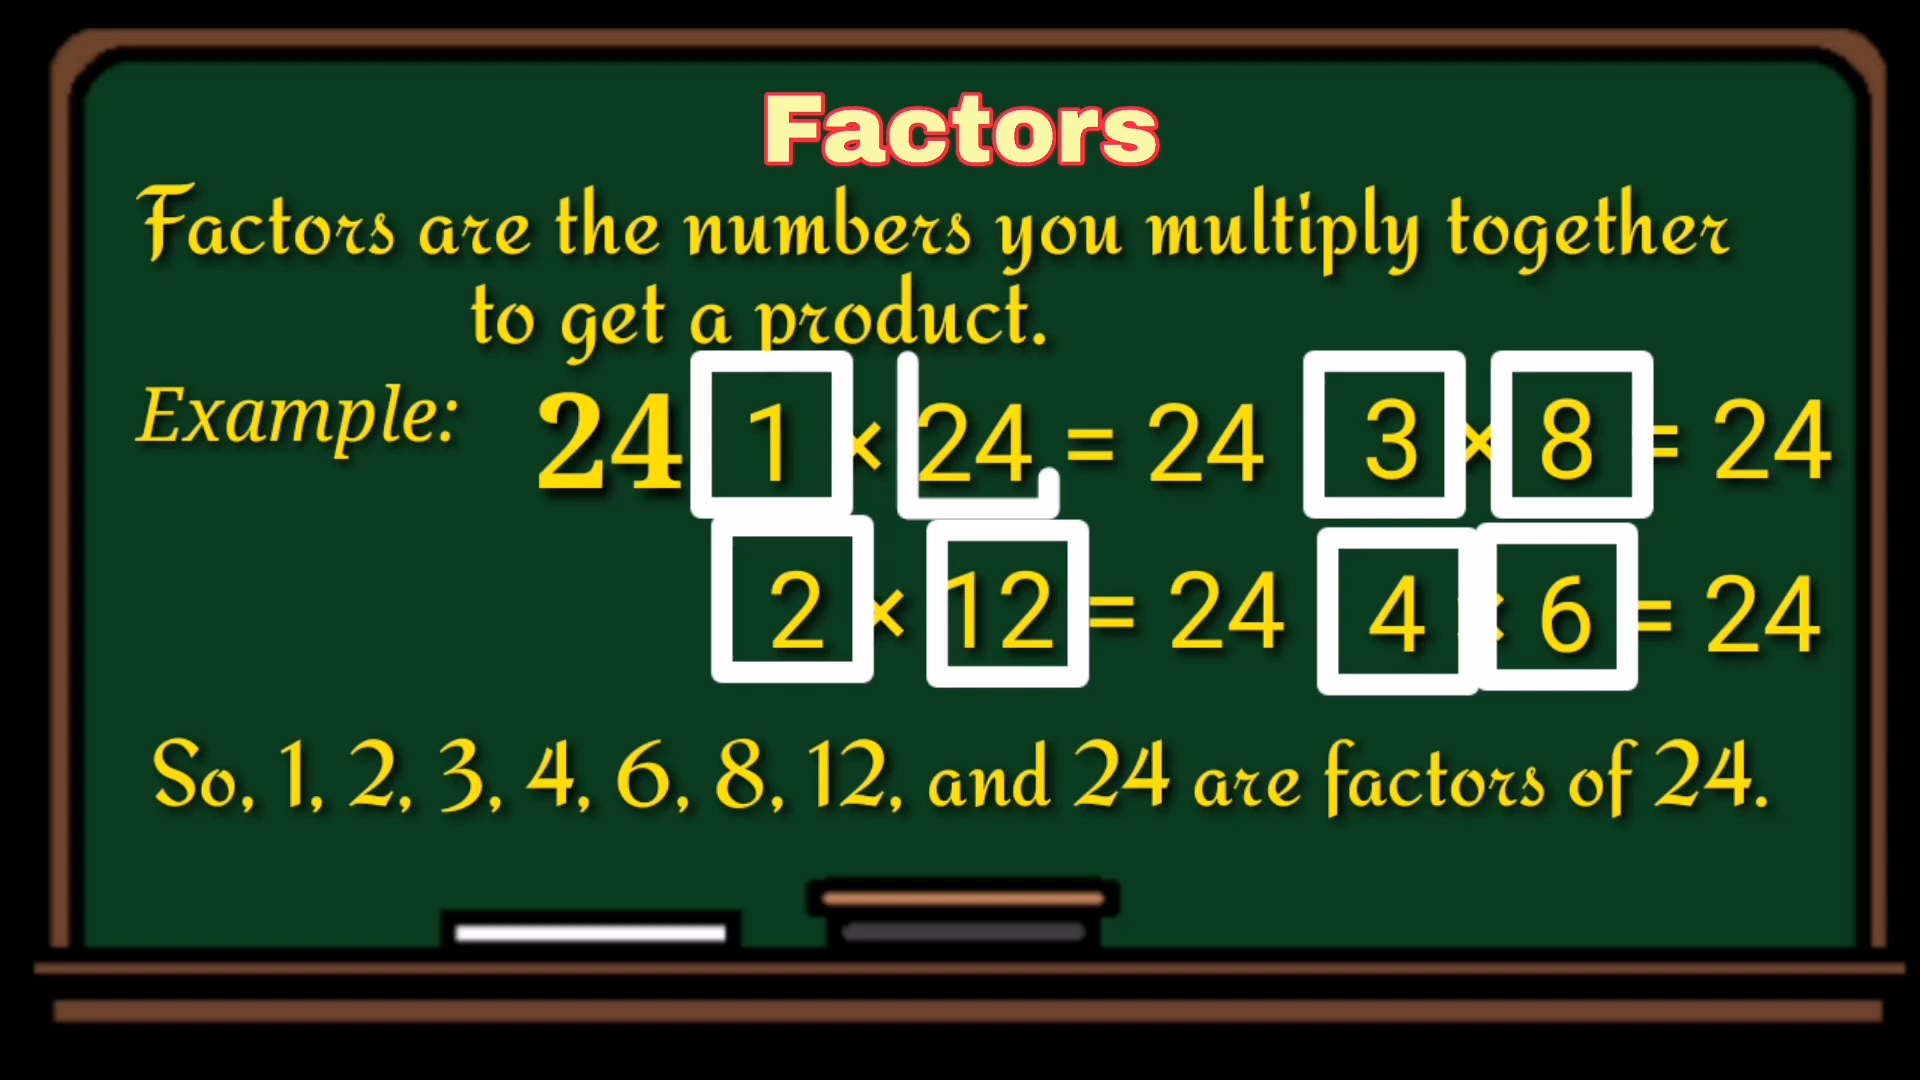 Factors
Factors are the numbers you multiply together
to get a product.
Example: 24 1 × 24 = 24 3 × 8 = 24
2 × 12 = 24 4 × 6 = 24
So, 1, 2, 3, 4, 6, 8, 12, and 24 are factors of 24.